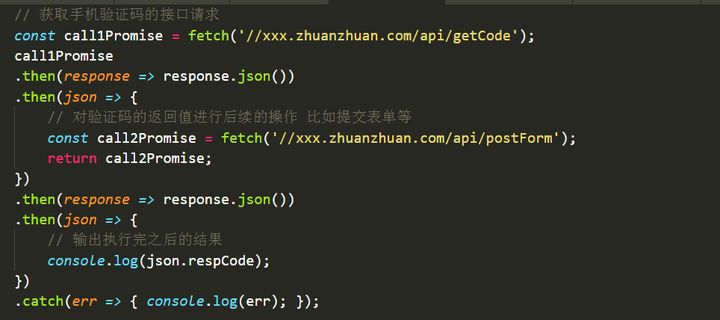 // 获取手机验证码的接口请求
const call1Promise = fetch('//xxx.zhuanzhuan.com/api/getCode');
call1Promise
.then(response => response.json())
.then(json => {
    // 对验证码的返回值进行后续的操作 比如提交表单等
    const call2Promise = fetch('//xxx.zhuanzhuan.com/api/postForm');
    return call2Promise;
})
.then(response => response.json())
.then(json => {
    // 输出执行完之后的结果
    console.log(json.respCode);
})
.catch(err => { console.log(err); });